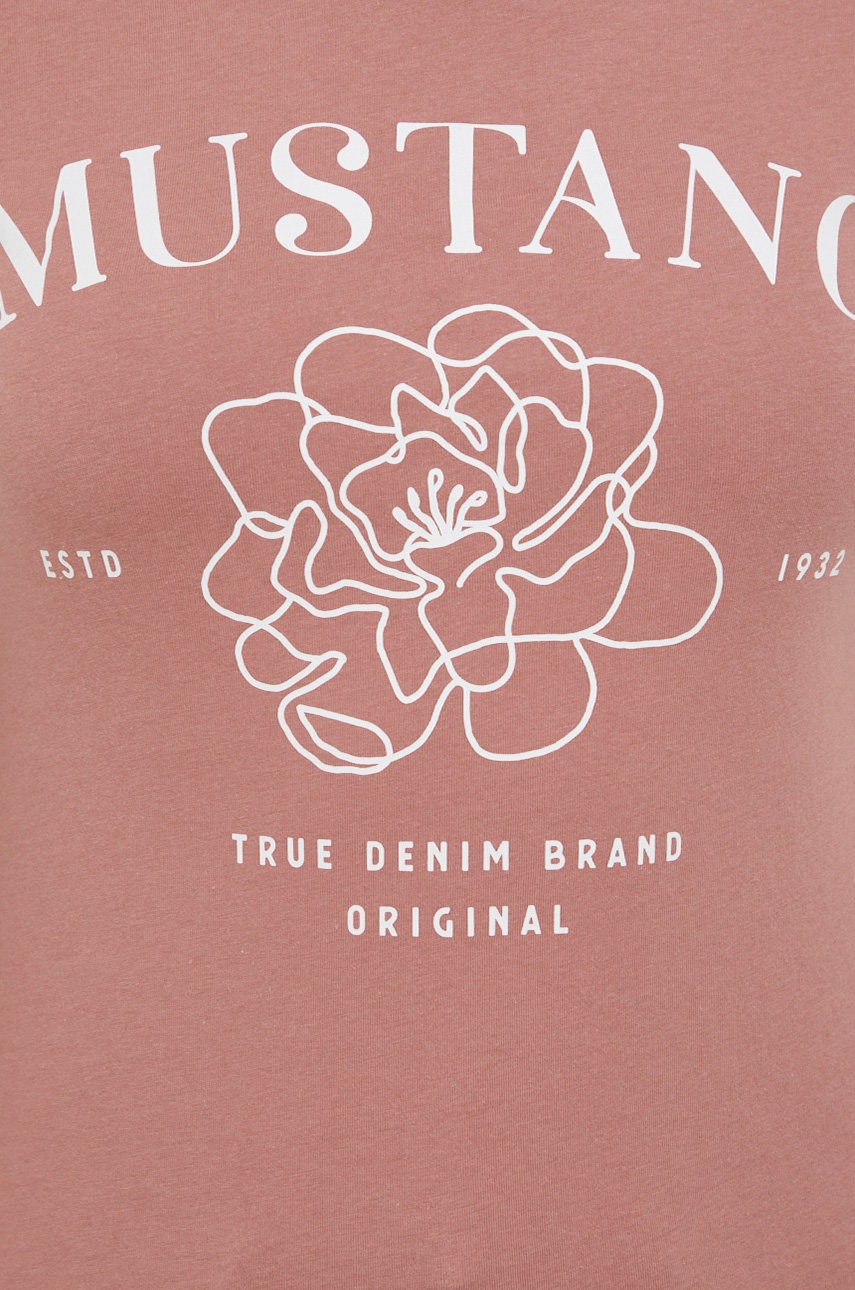 MUSTANG
ESTD 1932
TRUE DENIM BRAND
ORIGINAL